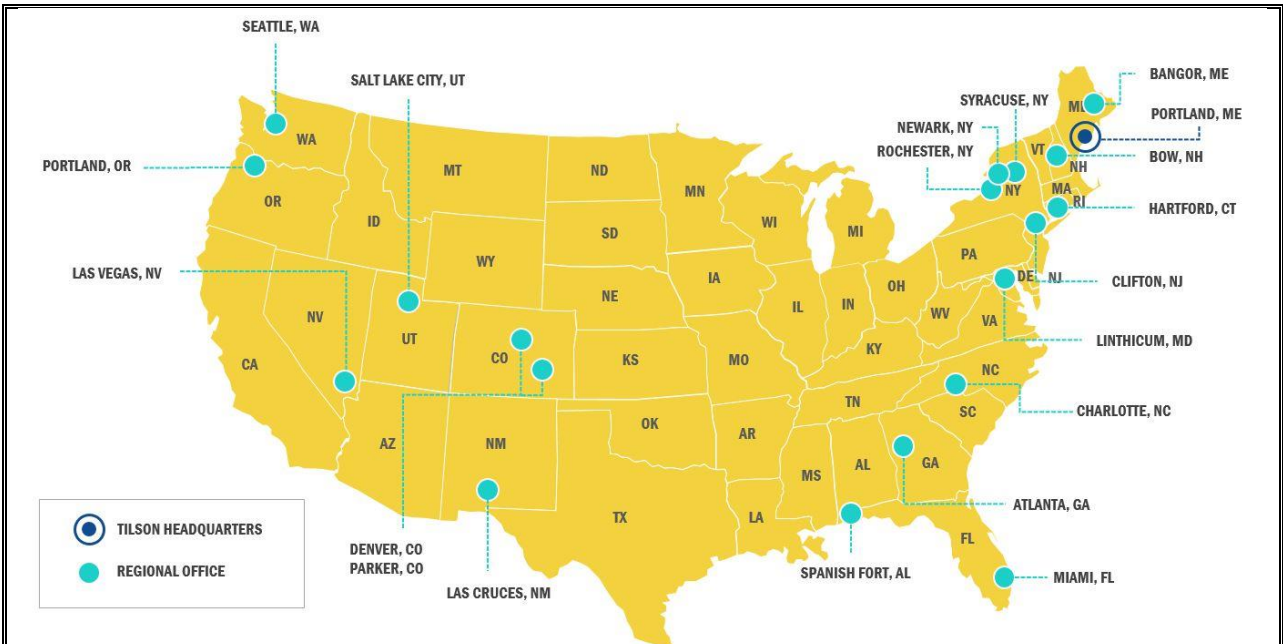 SEATTLE, WA
SALT LAKE CITY, UT
BANGOR, ME
SYRACUSE, NY
PORTLAND, ME
NEWARK, NY
ROCHESTER, NY
BOW, NH
PORTLAND, OR
HARTFORD, CT
LAS VEGAS, NV
CLIFTON, NJ
LINTHICUM, MD
CHARLOTTE, NC
ATLANTA, GA
DENVER, CO
PARKER, CO
LAS CRUCES, NM
SPANISH FORT, AL
MIAMI, FL
WA
OR
CA
NV
ID
MT
WY
UT
CO
AZ
NM
ND
SD
NE
KS
OK
TX
MN
IA
MO
AR
LA
WI
IL
MI
IN
OH
KY
TN
MS
AL
GA
FL
SC
NC
VA
WV
PA
NY
VT
NH
ME
MA
RI
DE
NJ
TILSON HEADQUARTERS
REGIONAL OFFICE